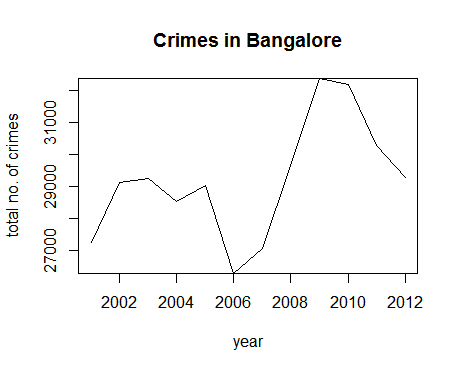 Crimes in Bangalore
total no. of crimes
31000
29000
27000
2002 2004 2006 2008 2010 2012
year